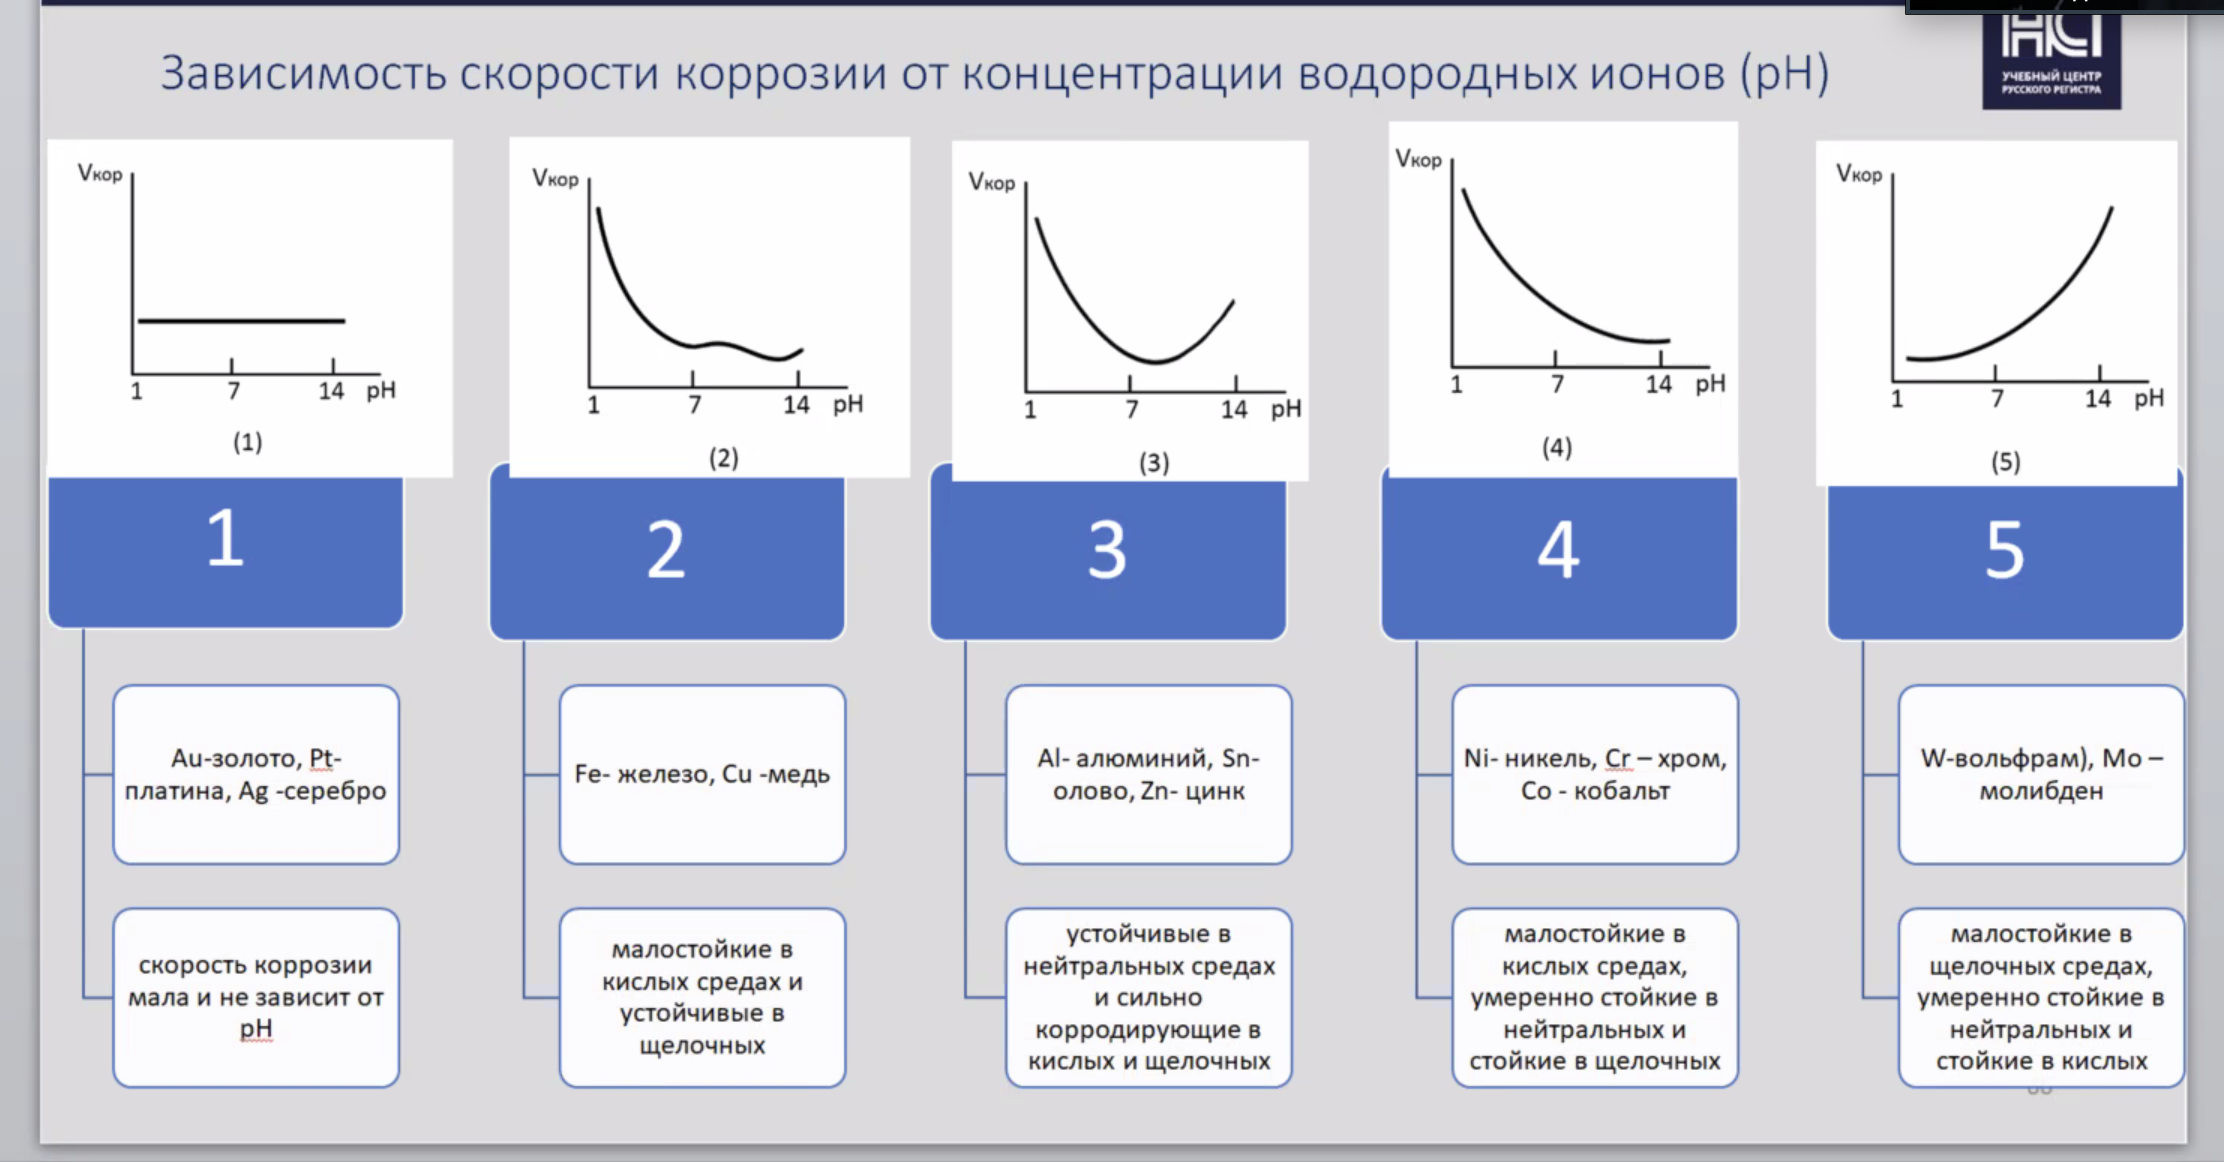 Зависимость скорости коррозии от концентрации водородных ионов (pH)
УЧЕБНЫЙ ЦЕНТР
РУССКОГО РЕГИСТРА
Vкор
1 7 14 pH
(1)
Vкор
1 7 14 pH
(2)
Vкор
1 7 14 pH
(3)
Vкор
1 7 14 pH
(4)
Vкор
1 7 14 pH
(5)
1
2
3
4
5
Au-золото, Pt-
платина, Ag -серебро
Fe- железо, Cu -медь
Al- алюминий, Sn-
олово, Zn- цинк
Ni- никель, Cr – хром,
Co - кобальт
W-вольфрам), Mo –
молибден
скорость коррозии
мала и не зависит от
pH
малостойкие в
кислых средах и
устойчивые в
щелочных
устойчивые в
нейтральных средах
и сильно
корродирующие в
кислых и щелочных
малостойкие в
кислых средах,
умеренно стойкие в
нейтральных и
стойкие в щелочных
малостойкие в
щелочных средах,
умеренно стойкие в
нейтральных и
стойкие в кислых